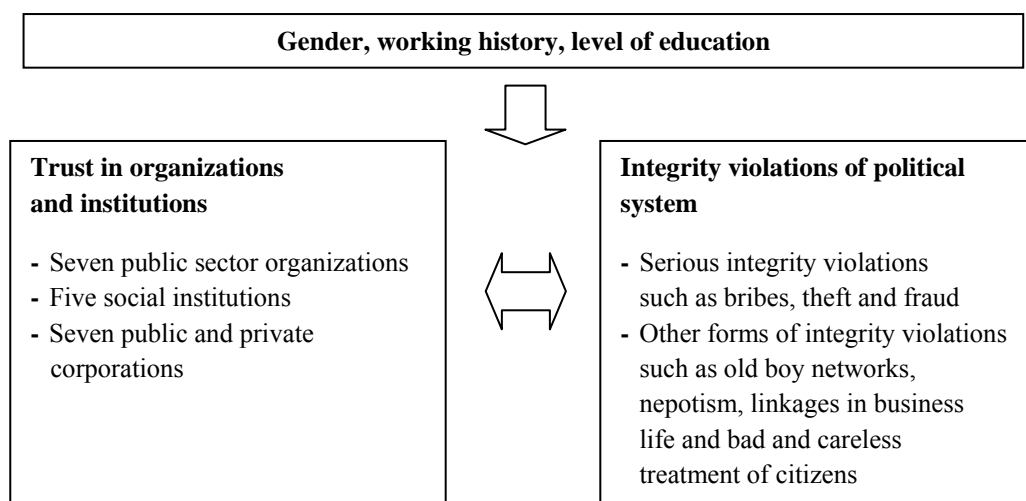 Gender, working history, level of education
Trust in organizations
and institutions
- Seven public sector organizations
- Five social institutions
- Seven public and private
corporations
Integrity violations of political
system
- Serious integrity violations
such as bribes, theft and fraud
- Other forms of integrity violations
such as old boy networks,
nepotism, linkages in business
life and bad and careless
treatment of citizens